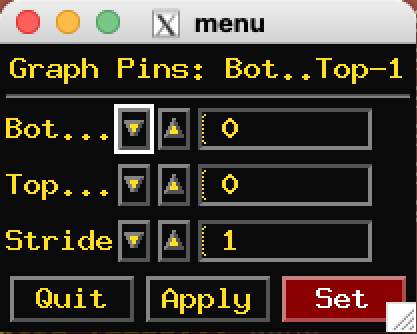 menu
Graph Pins: Bot..Top-1
Bot... 0
Top... 0
Stride 1
Quit Apply Set